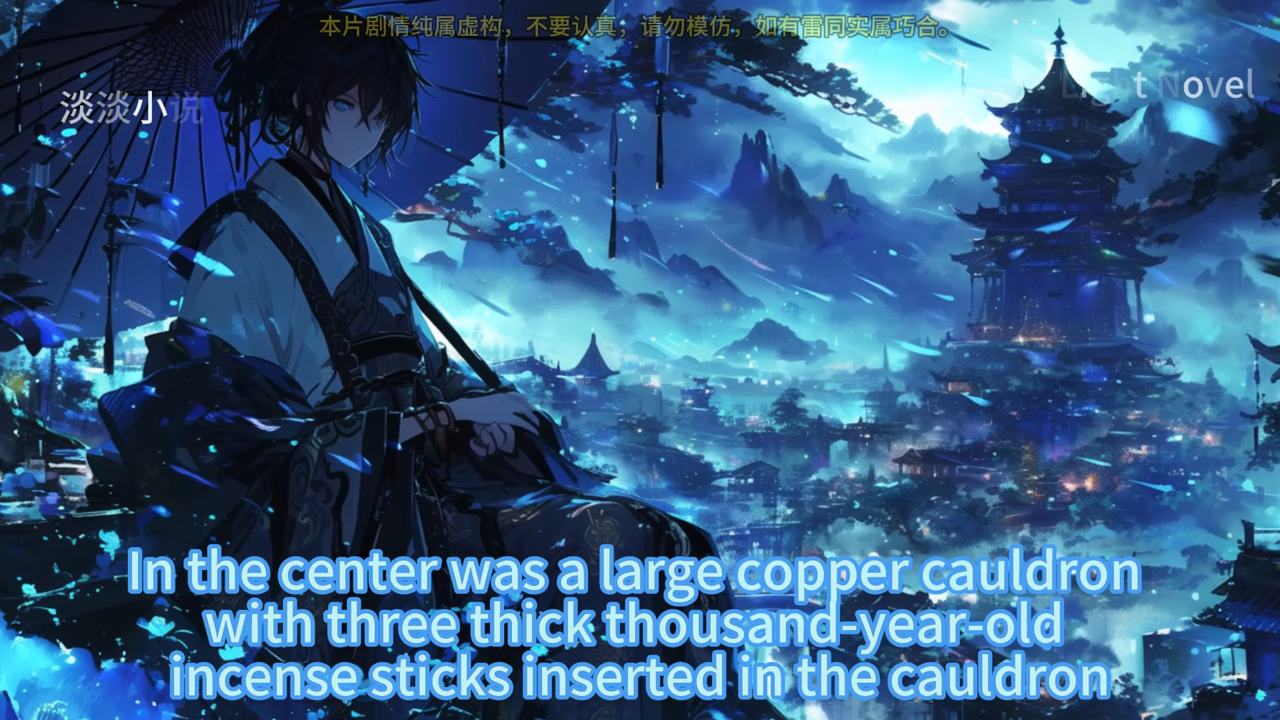 本片剧情纯属虚构，不要认真，请勿模仿，如有雷同实属巧合。
淡淡小说
Light Novel
In the center was a large copper cauldron
with three thick thousand-year-old
incense sticks inserted in the cauldron